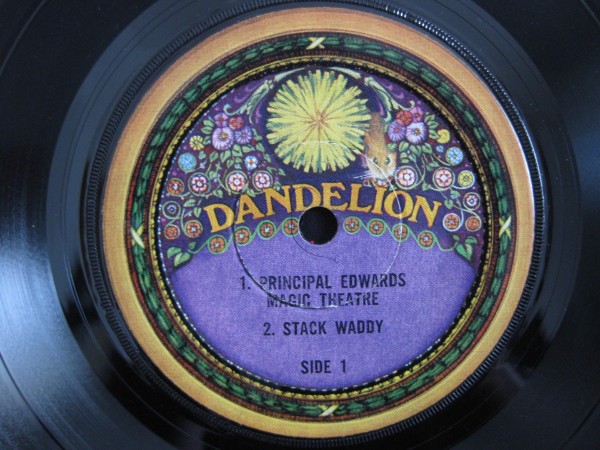 DANDELION
1. PRINCIPAL EDWARDS
MAGIC THEATRE
2. STACK WADDY
SIDE 1